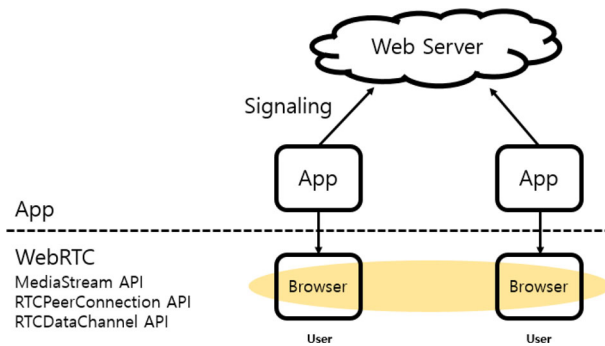 Web Server
Signaling
App
App
App
WebRTC
MediaStream API
RTCPeerConnection API
RTCDataChannel API
Browser
Browser
User
User